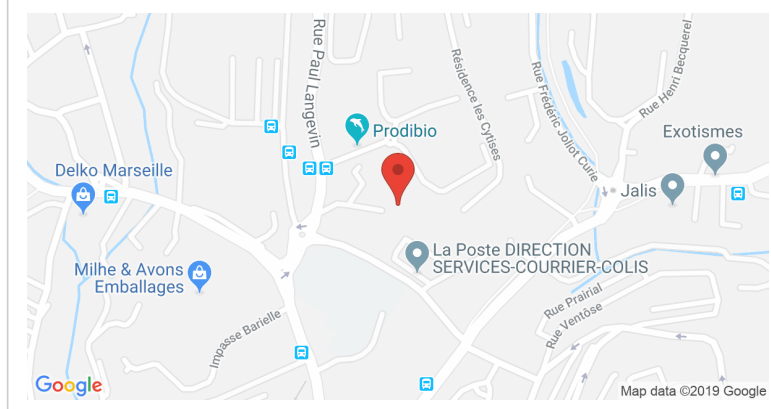 Rue Paul Langevin
Résidence les Cytises
Rue Frédéric Joliot Curie
Rue Henri Becquerel
Prodibio
Exotismes
Delko Marseille
Jalis
La Poste DIRECTION
SERVICES-COURRIER-COLIS
Milhe & Avons
Emballages
Rue Prairial
Rue Ventôse
Impasse Barielle
Google
Map data ©2019 Google